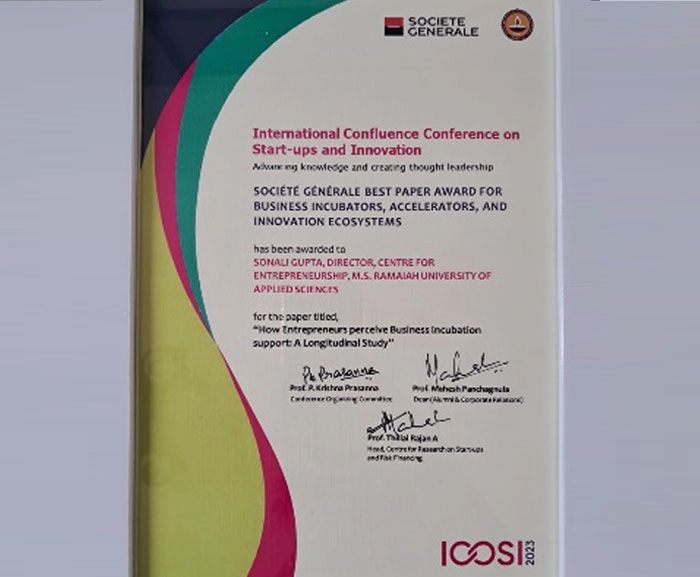 SOCIETE
GENERALE
International Confluence Conference on
Start-ups and Innovation
Advancing knowledge and creating thought leadership
SOCIÉTÉ GÉNÉRALE BEST PAPER AWARD FOR
BUSINESS INCUBATORS, ACCELERATORS, AND
INNOVATION ECOSYSTEMS
has been awarded to
SONALI GUPTA, DIRECTOR, CENTRE FOR
ENTREPRENEURSHIP, M.S. RAMAIAH UNIVERSITY OF
APPLIED SCIENCES
for the paper titled,
"How Entrepreneurs perceive Business Incubation
support: A Longitudinal Study"
Prof. P. Krishna Prasanna
Conference Organizing Committee
Prof. Mahesh Panchagnula
Dean (Alumni & Corporate Relations)
Prof. Thillai Rajan A
Head, Centre for Research on Start-ups
and Risk Financing
ICOSI 2023